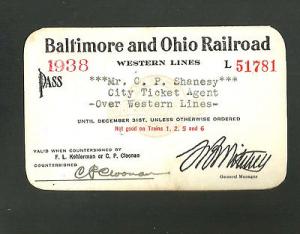 Baltimore and Ohio Railroad
1938 WESTERN LINES L 51781
PASS ***Mr. C. P. Shanesy***
City Ticket Agent
-Over Western Lines-
UNTIL DECEMBER 31ST, UNLESS OTHERWISE ORDERED
Not good on Trains 1, 2, 5 and 6
VALID WHEN COUNTERSIGNED BY
F. L. Kelderman or C. P. Clooman
COUNTERSIGNED
General Manager